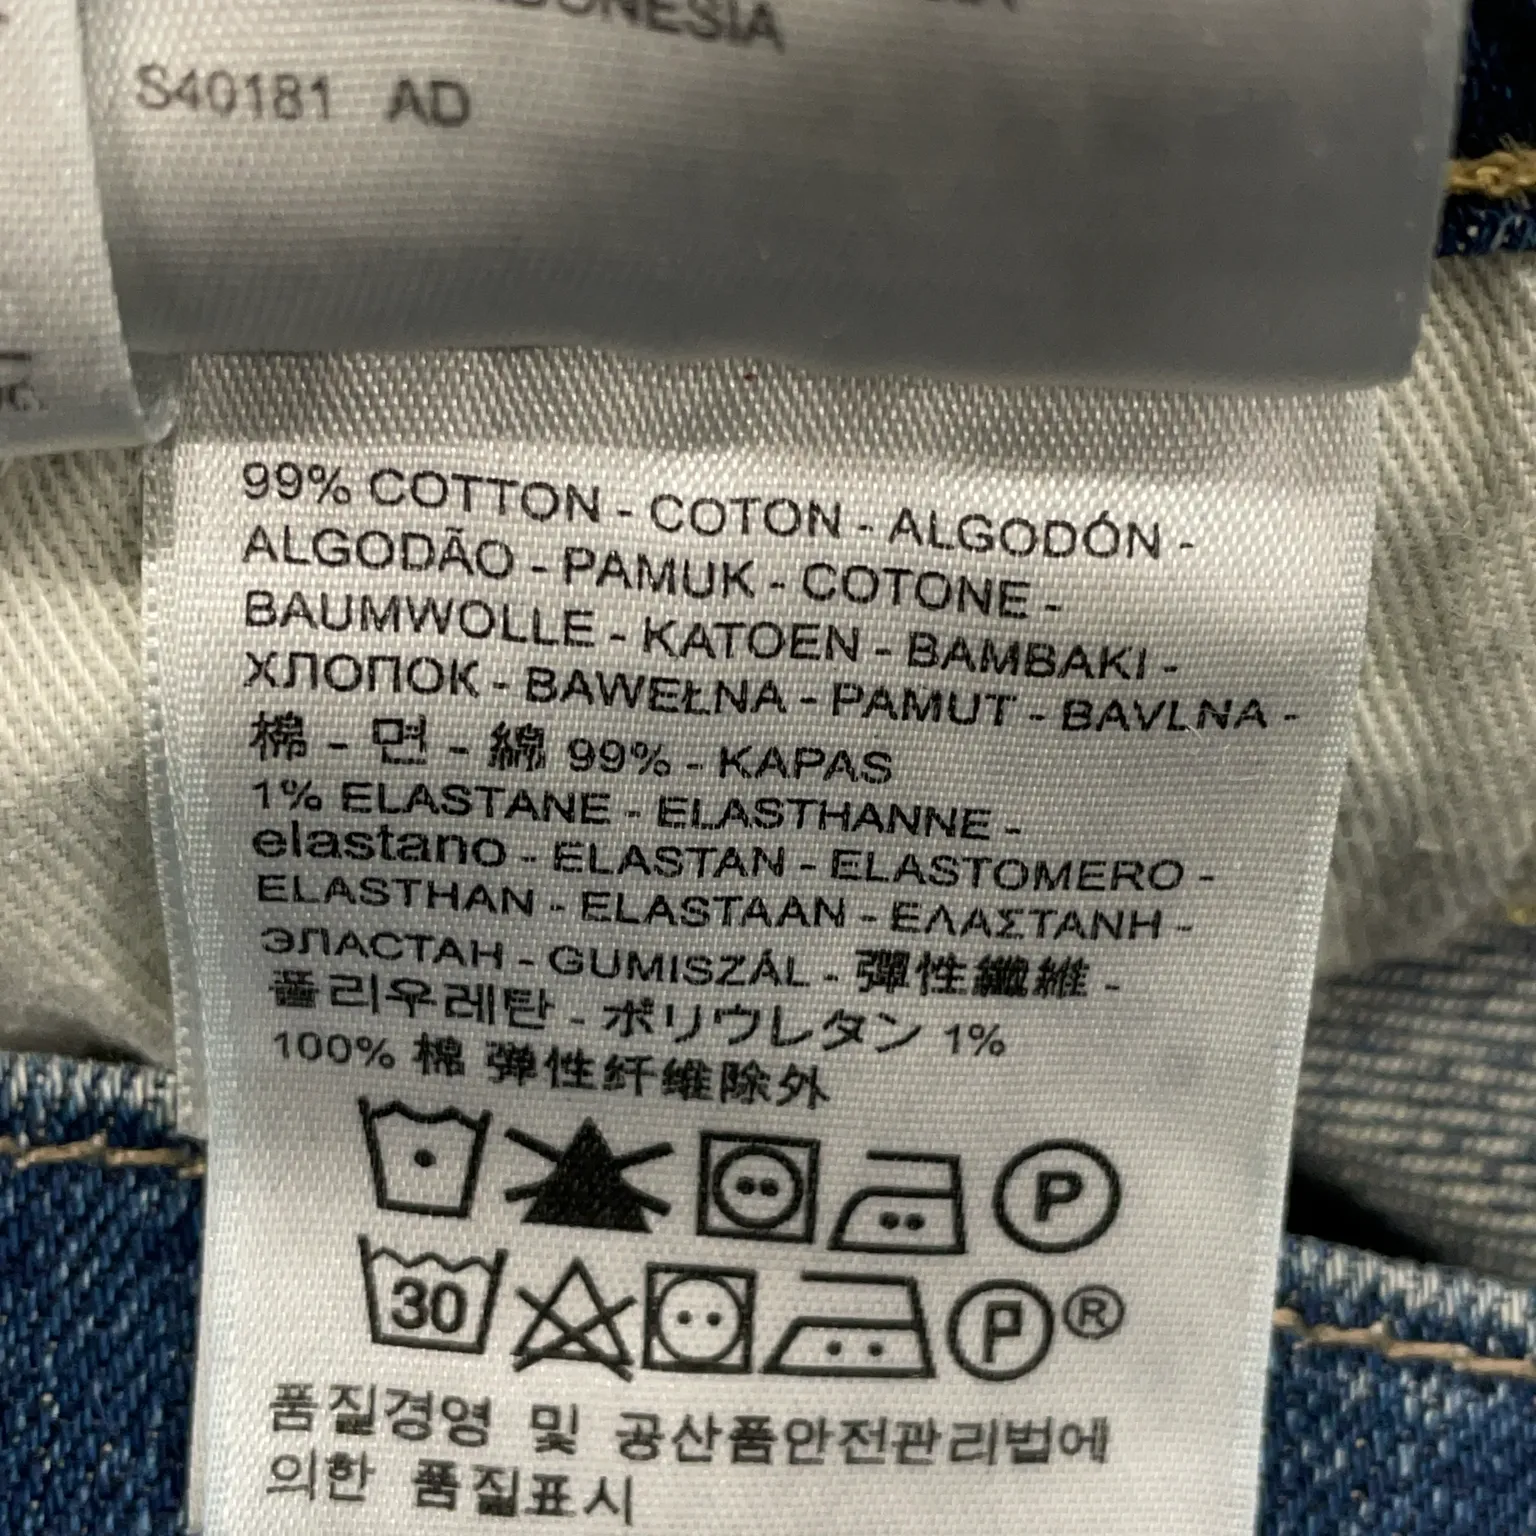 S40181 AD
99% COTTON - COTON - ALGODÓN -
ALGODÃO - PAMUK - COTONE -
BAUMWOLLE - KATOEN - BAMBAKI -
ХЛОПОК - BAWEŁNA - PAMUT - BAVLNA -
棉 - 면 - 綿 99% - KAPAS
1% ELASTANE - ELASTHANNE -
elastano - ELASTAN - ELASTOMERO -
ELASTHAN - ELASTAAN - ΕΛΑΣΤΑΝΗ -
ЭЛАСТАН - GUMISZÁL - 彈性纖維 -
폴리우레탄 - ポリウレタン 1%
100% 棉 弹性纤维除外
P
30 P ®
품질경영 및 공산품안전관리법에
의한 품질표시